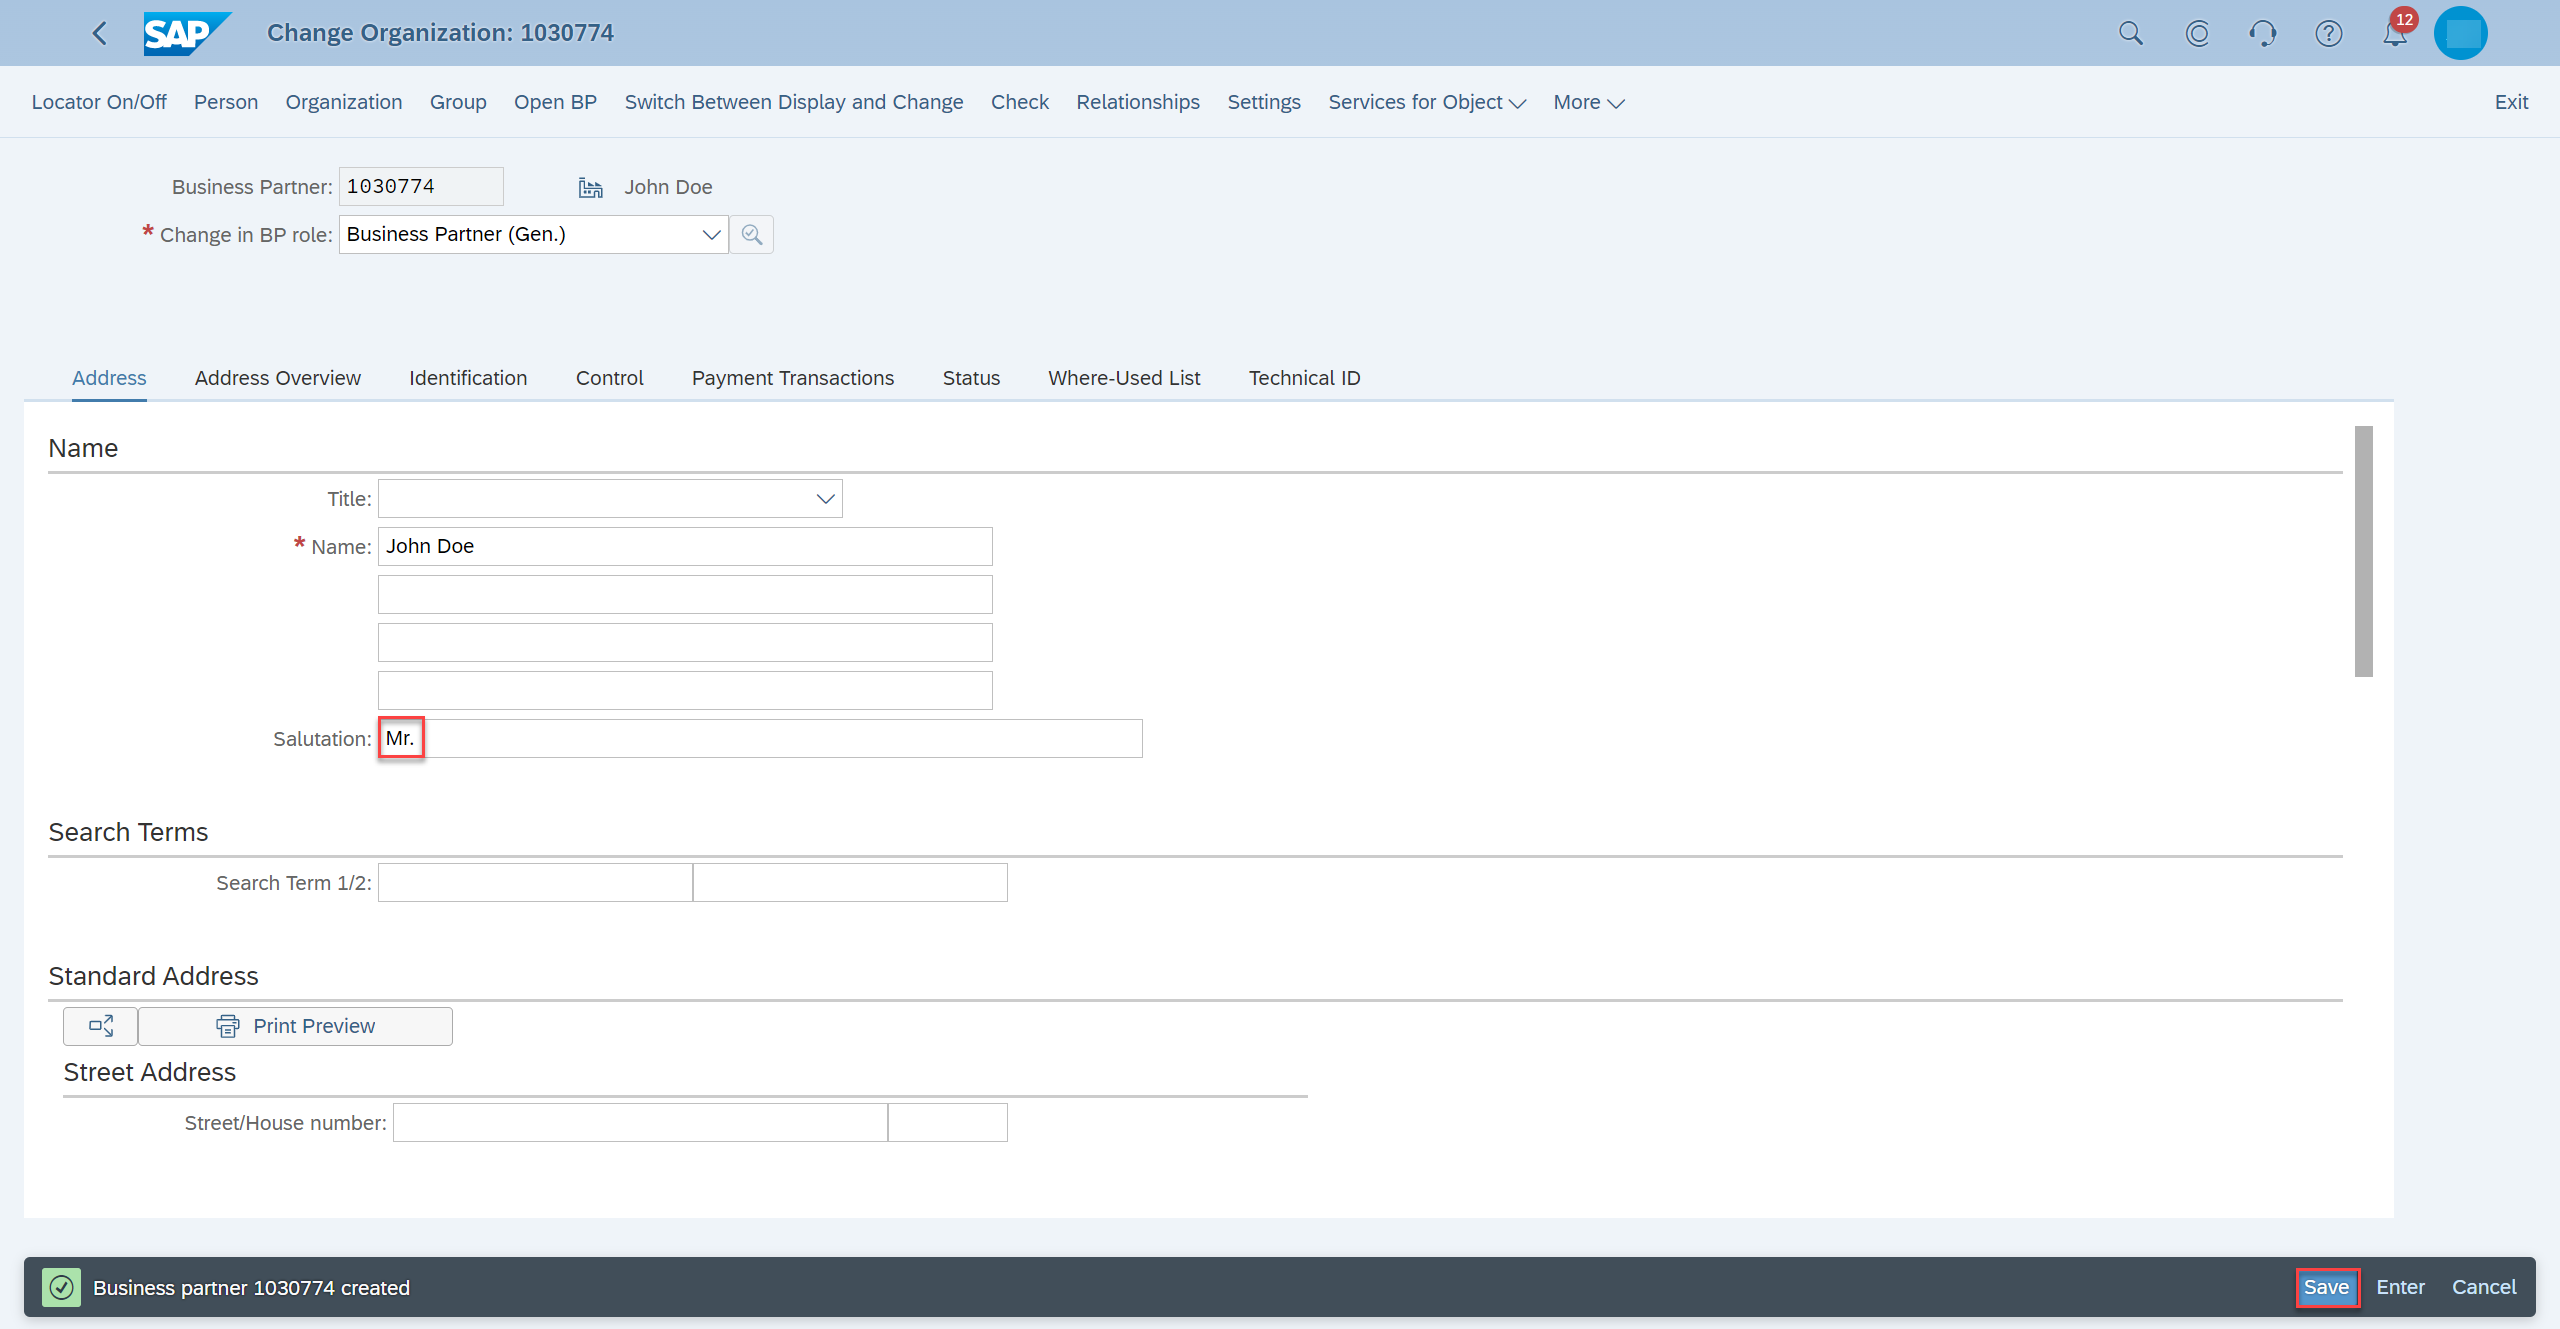 SAP Change Organization: 1030774 12
Locator On/Off Person Organization Group Open BP Switch Between Display and Change Check Relationships Settings Services for Object More Exit
Business Partner: 1030774 John Doe
* Change in BP role: Business Partner (Gen.)
Address Address Overview Identification Control Payment Transactions Status Where-Used List Technical ID
Name
Title:
* Name: John Doe
Salutation: Mr.
Search Terms
Search Term 1/2:
Standard Address
Print Preview
Street Address
Street/House number:
Business partner 1030774 created Save Enter Cancel